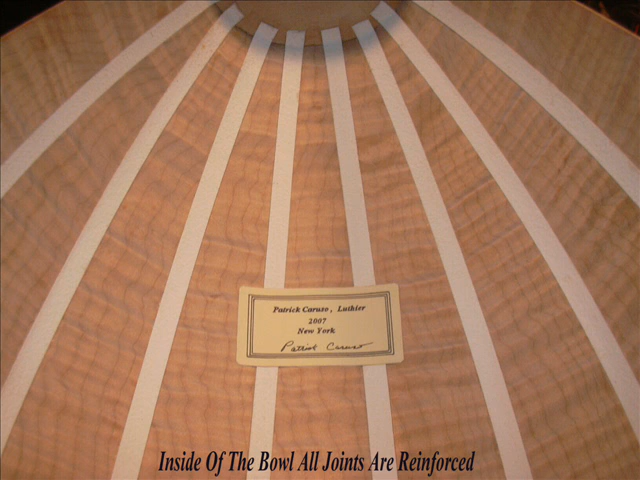 Patrick Caruso , Luthier
2007
New York
Patrick Caruso
Inside Of The Bowl All Joints Are Reinforced